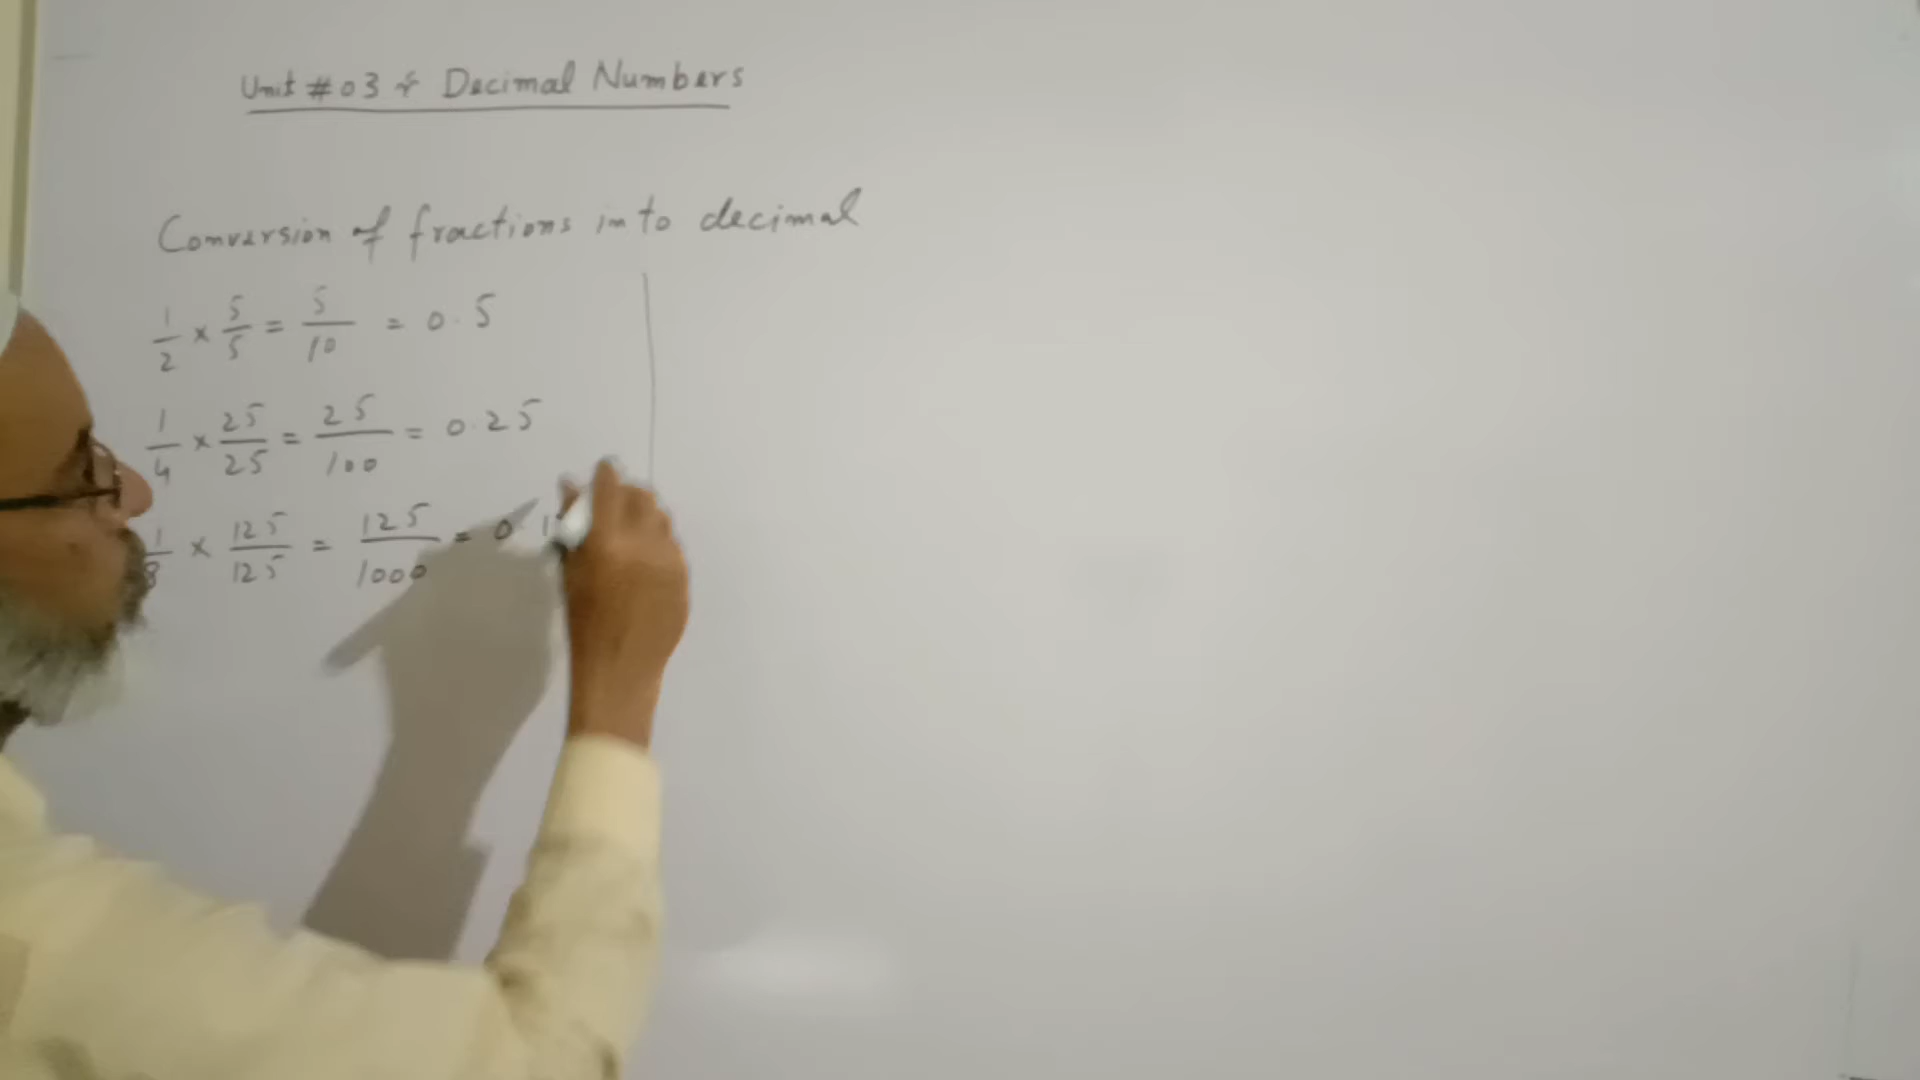 Unit # 03 : Decimal Numbers
Conversion of fractions into decimal
1/2 × 5/5 = 5/10 = 0.5
1/4 × 25/25 = 25/100 = 0.25
1/8 × 125/125 = 125/1000 = 0.1